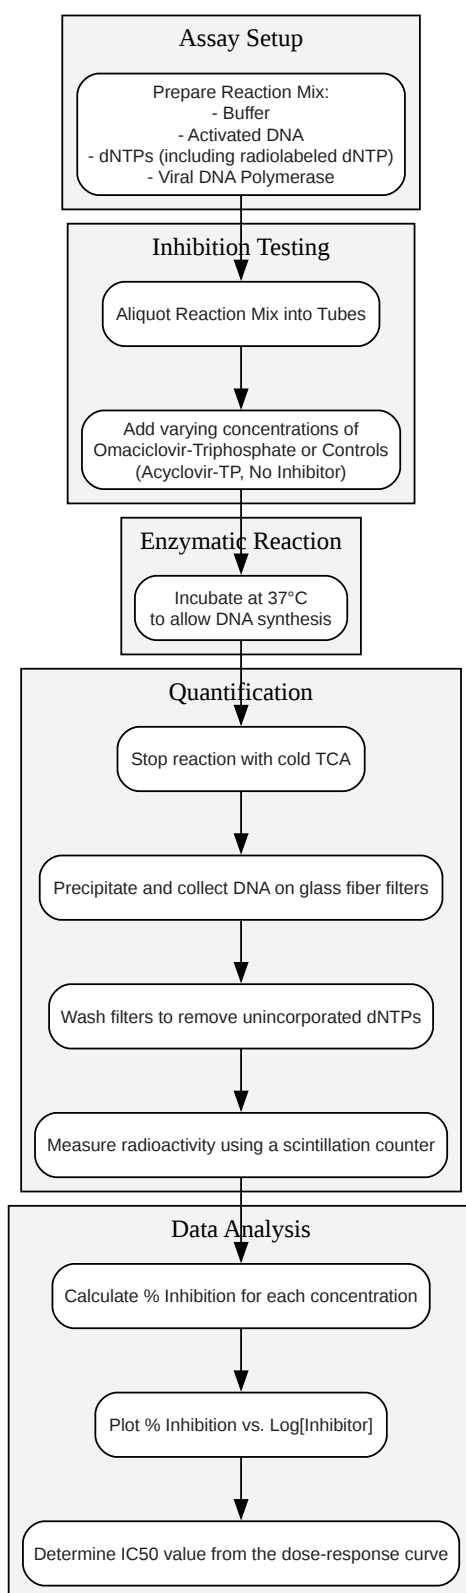 Assay Setup
Prepare Reaction Mix:
- Buffer
- Activated DNA
- dNTPs (including radiolabeled dNTP)
- Viral DNA Polymerase
Inhibition Testing
Aliquot Reaction Mix into Tubes
Add varying concentrations of
Omaciclovir-Triphosphate or Controls
(Acyclovir-TP, No Inhibitor)
Enzymatic Reaction
Incubate at 37°C
to allow DNA synthesis
Quantification
Stop reaction with cold TCA
Precipitate and collect DNA on glass fiber filters
Wash filters to remove unincorporated dNTPs
Measure radioactivity using a scintillation counter
Data Analysis
Calculate % Inhibition for each concentration
Plot % Inhibition vs. Log[Inhibitor]
Determine IC50 value from the dose-response curve